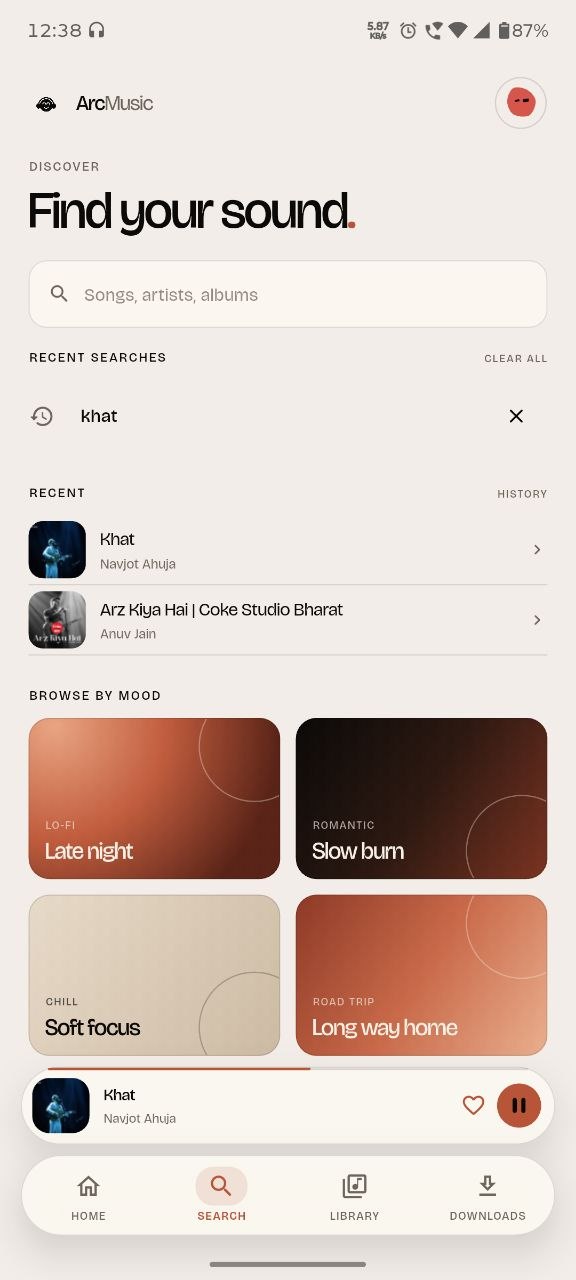 12:38
5.87
KB/s
87%
ArcMusic
DISCOVER
Find your sound.
Songs, artists, albums
RECENT SEARCHES
CLEAR ALL
khat
RECENT
HISTORY
Khat
Navjot Ahuja
Arz Kiya Hai | Coke Studio Bharat
Anuv Jain
Arz Kiya Hai
BROWSE BY MOOD
LO-FI
Late night
ROMANTIC
Slow burn
CHILL
Soft focus
ROAD TRIP
Long way home
Khat
Navjot Ahuja
HOME
SEARCH
LIBRARY
DOWNLOADS